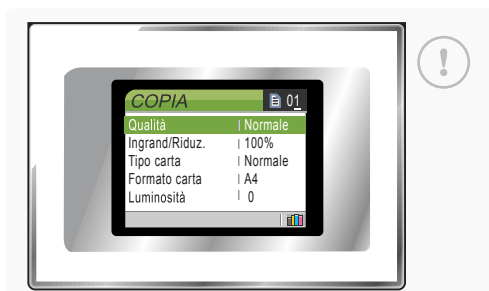 COPIA 01
Qualità Normale
Ingrand/Riduz. 100%
Tipo carta Normale
Formato carta A4
Luminosità 0
!